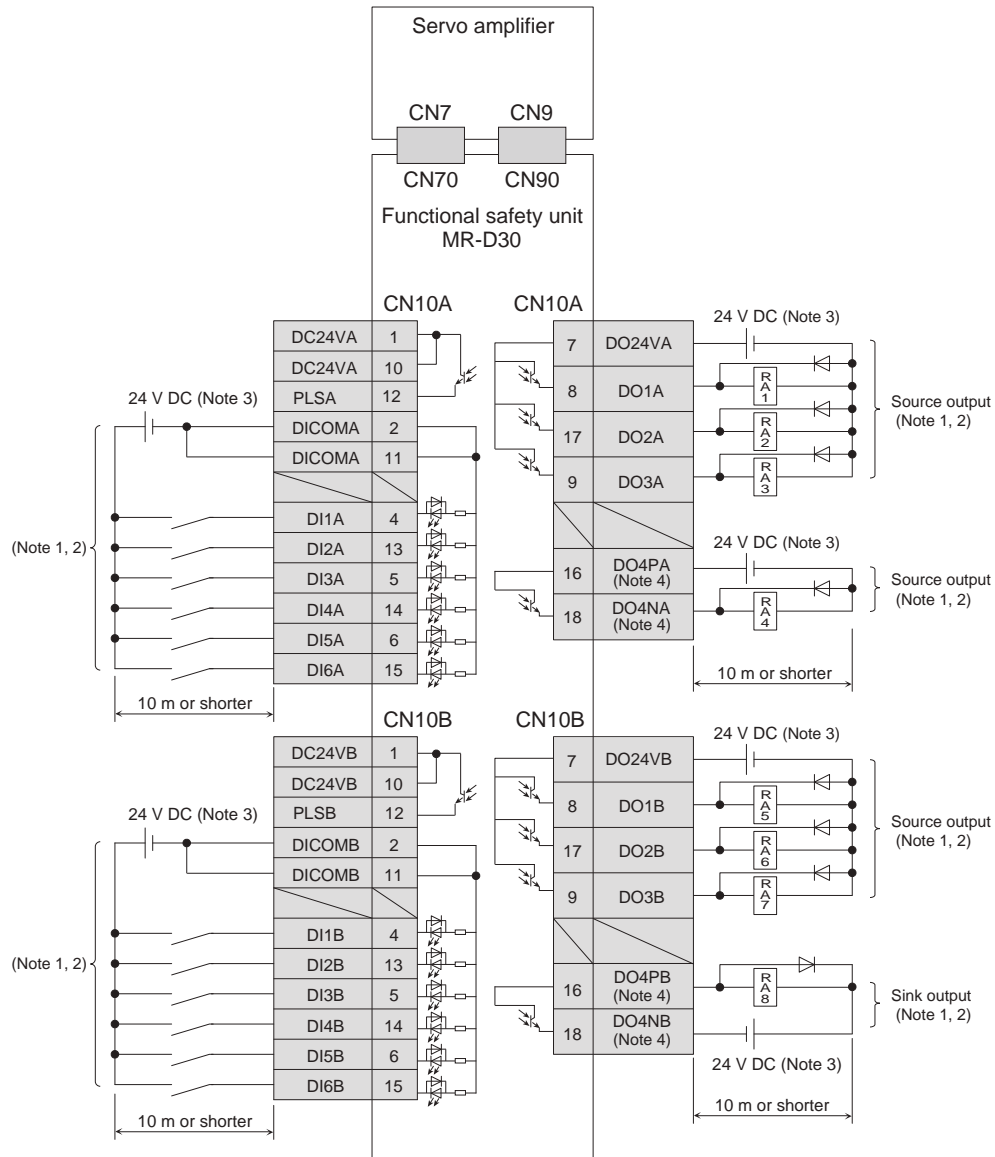 Servo amplifier
CN7 CN9
CN70 CN90
Functional safety unit
MR-D30
CN10A
DC24VA 1
DC24VA 10
PLSA 12
24 V DC (Note 3)
DICOMA 2
DICOMA 11
DI1A 4
(Note 1, 2)
DI2A 13
DI3A 5
DI4A 14
DI5A 6
DI6A 15
10 m or shorter
CN10A
24 V DC (Note 3)
7 DO24VA
8 DO1A
RA1
17 DO2A
RA2
9 DO3A
RA3
Source output
(Note 1, 2)
24 V DC (Note 3)
16 DO4PA
(Note 4)
18 DO4NA
(Note 4)
RA4
Source output
(Note 1, 2)
10 m or shorter
CN10B
DC24VB 1
DC24VB 10
PLSB 12
24 V DC (Note 3)
DICOMB 2
DICOMB 11
DI1B 4
(Note 1, 2)
DI2B 13
DI3B 5
DI4B 14
DI5B 6
DI6B 15
10 m or shorter
CN10B
24 V DC (Note 3)
7 DO24VB
8 DO1B
RA5
17 DO2B
RA6
9 DO3B
RA7
Source output
(Note 1, 2)
16 DO4PB
(Note 4)
RA8
18 DO4NB
(Note 4)
Sink output
(Note 1, 2)
24 V DC (Note 3)
10 m or shorter